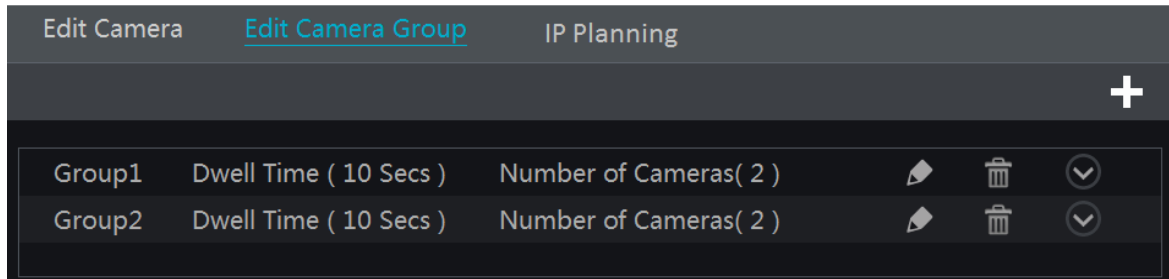 Edit Camera Edit Camera Group IP Planning
Group1 Dwell Time ( 10 Secs ) Number of Cameras( 2 )
Group2 Dwell Time ( 10 Secs ) Number of Cameras( 2 )